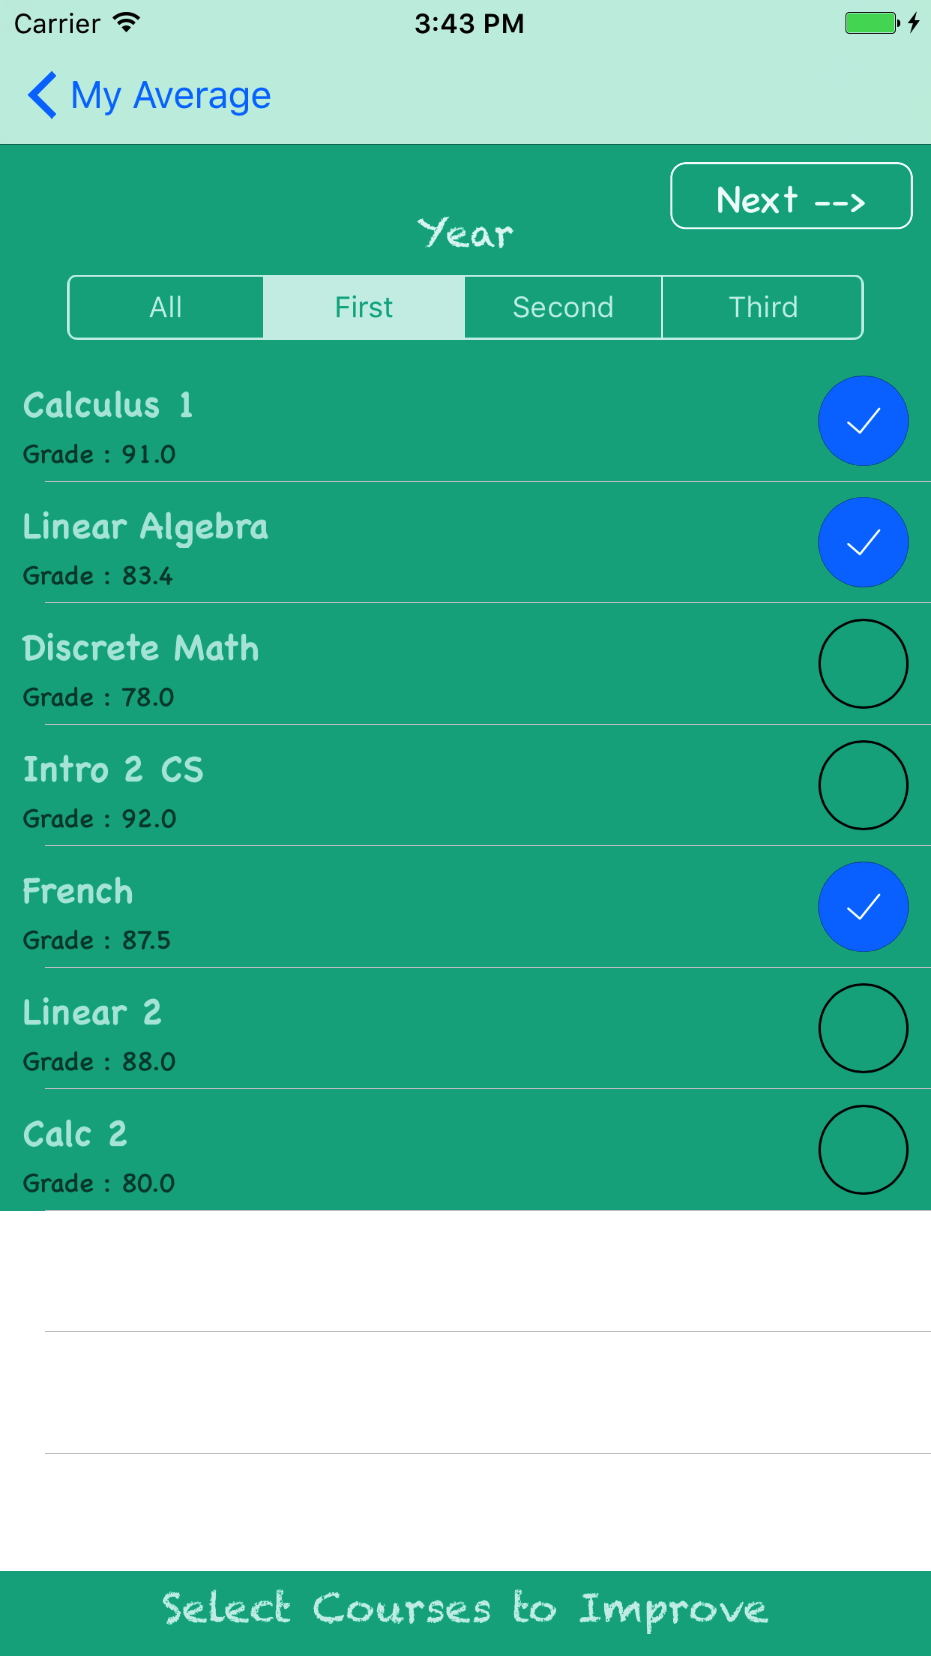 Carrier 3:43 PM
My Average
Next -->
Year
All First Second Third
Calculus 1
Grade : 91.0
Linear Algebra
Grade : 83.4
Discrete Math
Grade : 78.0
Intro 2 CS
Grade : 92.0
French
Grade : 87.5
Linear 2
Grade : 88.0
Calc 2
Grade : 80.0
Select Courses to Improve